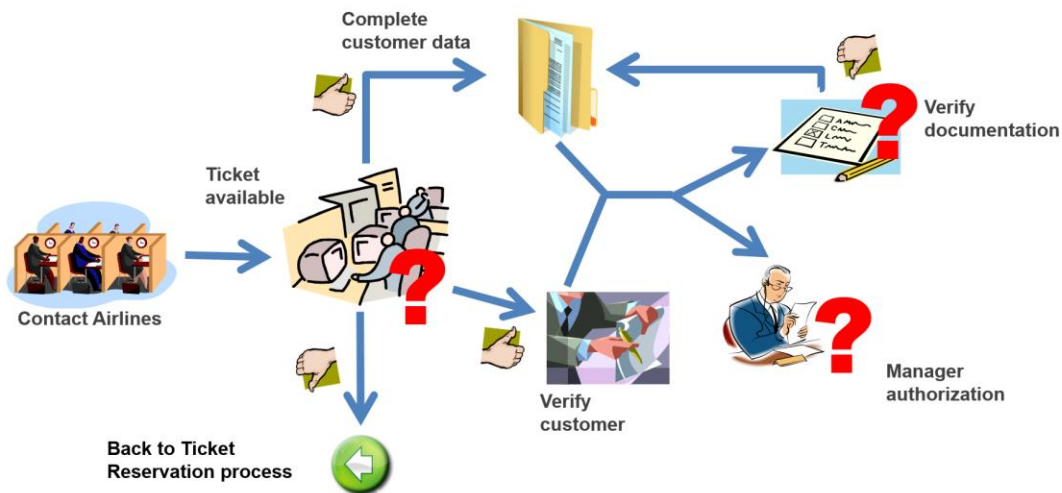 Complete
customer data
Verify
documentation
Ticket
available
Contact Airlines
Verify
customer
Manager
authorization
Back to Ticket
Reservation process
?
?
?
A
C
L
T